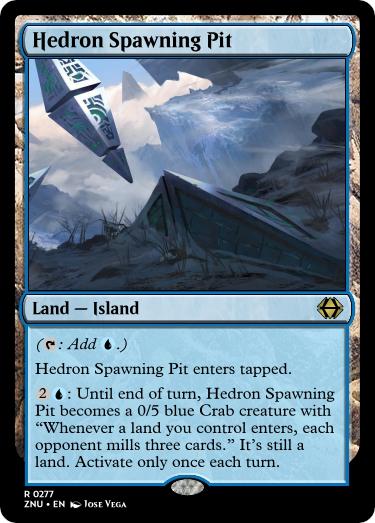 Hedron Spawning Pit
Land — Island
(: Add .)
Hedron Spawning Pit enters tapped.
2 : Until end of turn, Hedron Spawning
Pit becomes a 0/5 blue Crab creature with
“Whenever a land you control enters, each
opponent mills three cards.” It's still a
land. Activate only once each turn.
R 0277
ZNU • EN Jose Vega